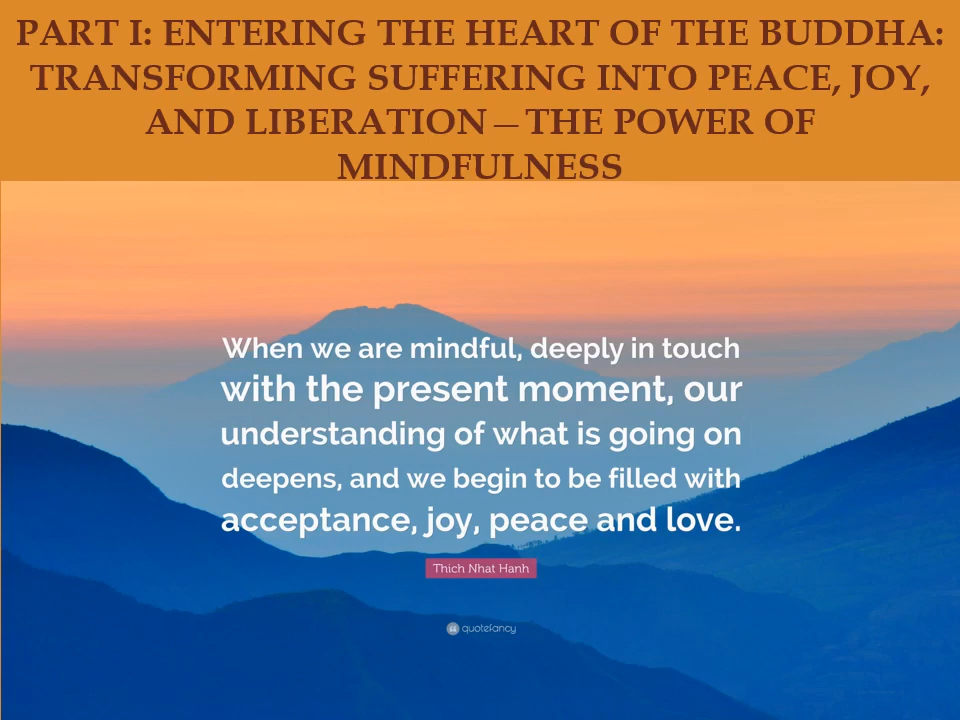 PART I: ENTERING THE HEART OF THE BUDDHA:
TRANSFORMING SUFFERING INTO PEACE, JOY,
AND LIBERATION — THE POWER OF
MINDFULNESS
When we are mindful, deeply in touch
with the present moment, our
understanding of what is going on
deepens, and we begin to be filled with
acceptance, joy, peace and love.
Thich Nhat Hanh
quotefancy